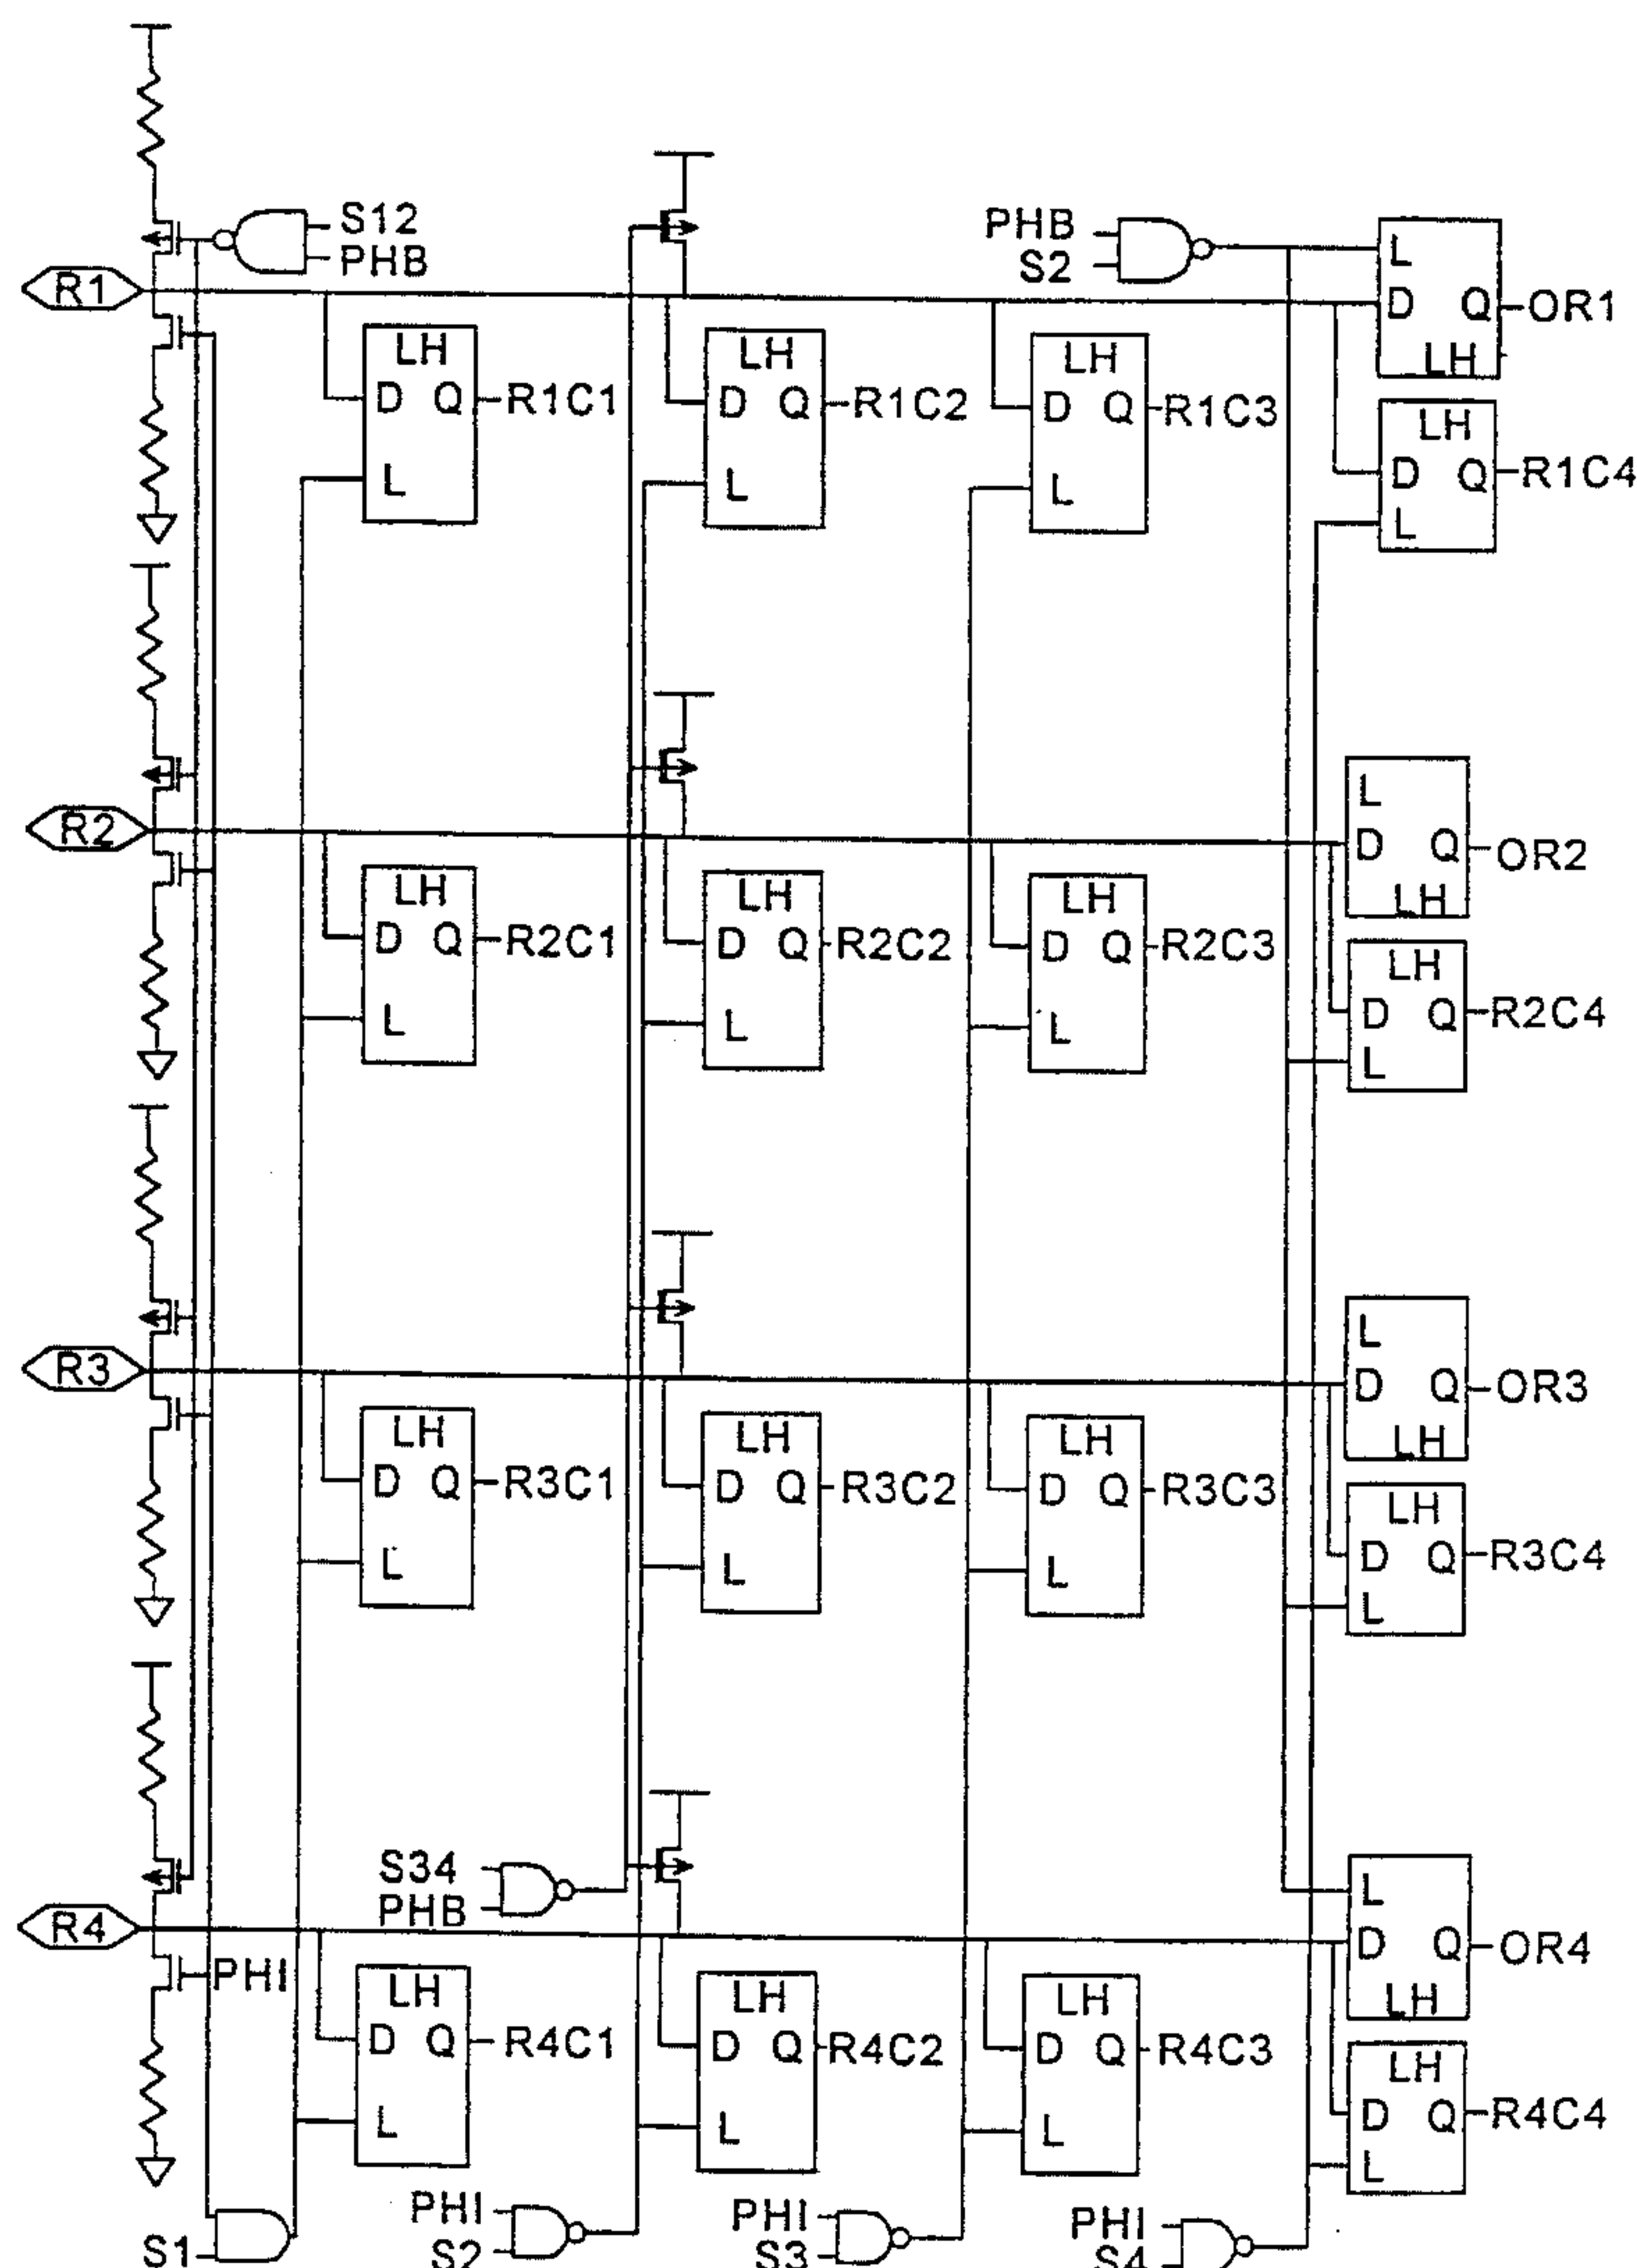 S12
PHB
PHB
S2
R1
L
D Q OR1
LH
LH
D Q R1C1
L
LH
D Q R1C2
L
LH
D Q R1C3
L
LH
D Q R1C4
L
R2
L
D Q OR2
LH
LH
D Q R2C1
L
LH
D Q R2C2
L
LH
D Q R2C3
L
LH
D Q R2C4
L
R3
L
D Q OR3
LH
LH
D Q R3C1
L
LH
D Q R3C2
L
LH
D Q R3C3
L
LH
D Q R3C4
L
S34
PHB
R4
PHI
L
D Q OR4
LH
LH
D Q R4C1
L
LH
D Q R4C2
L
LH
D Q R4C3
L
LH
D Q R4C4
L
S1
PHI
S2
PHI
S3
PHI
S4